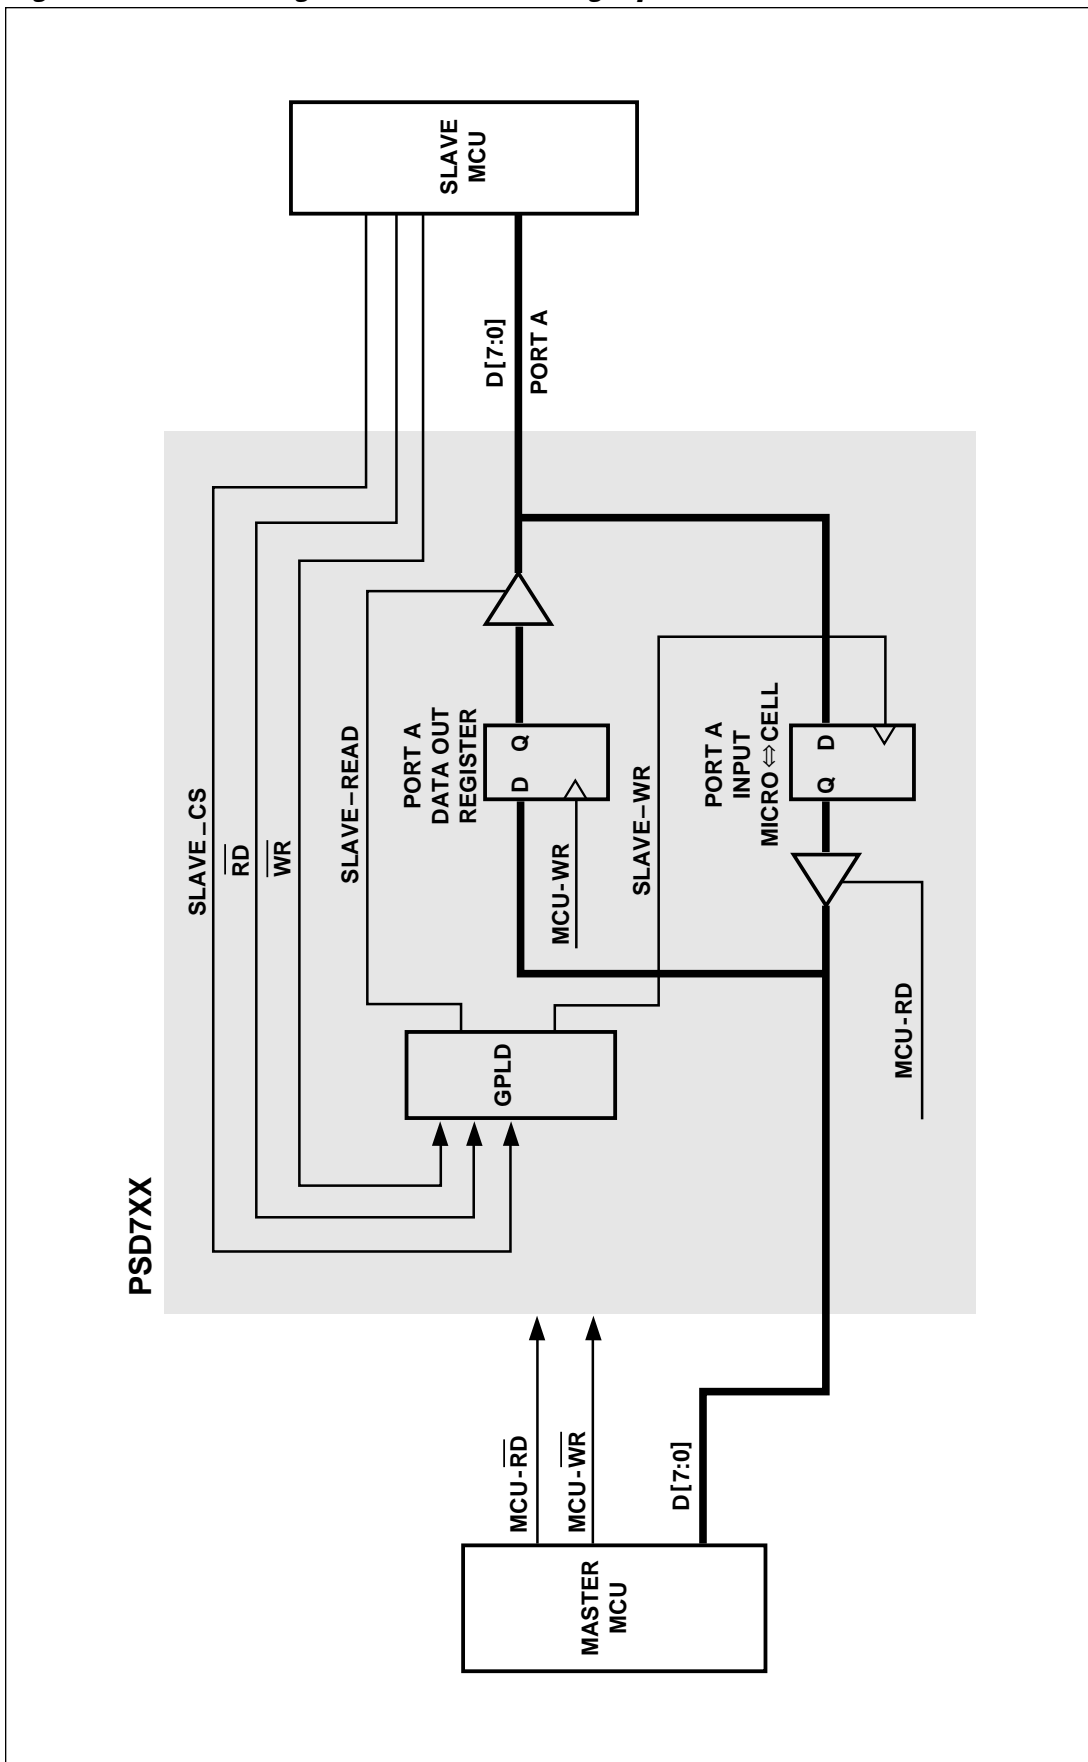 PSD7XX
SLAVE_CS
RD
WR
SLAVE–READ
PORT A
DATA OUT
REGISTER
D Q
MCU-WR
SLAVE–WR
PORT A
INPUT
MICRO⇔CELL
Q D
MCU-RD
GPLD
SLAVE
MCU
D[7:0]
PORT A
MCU-RD
MCU-WR
D[7:0]
MASTER
MCU